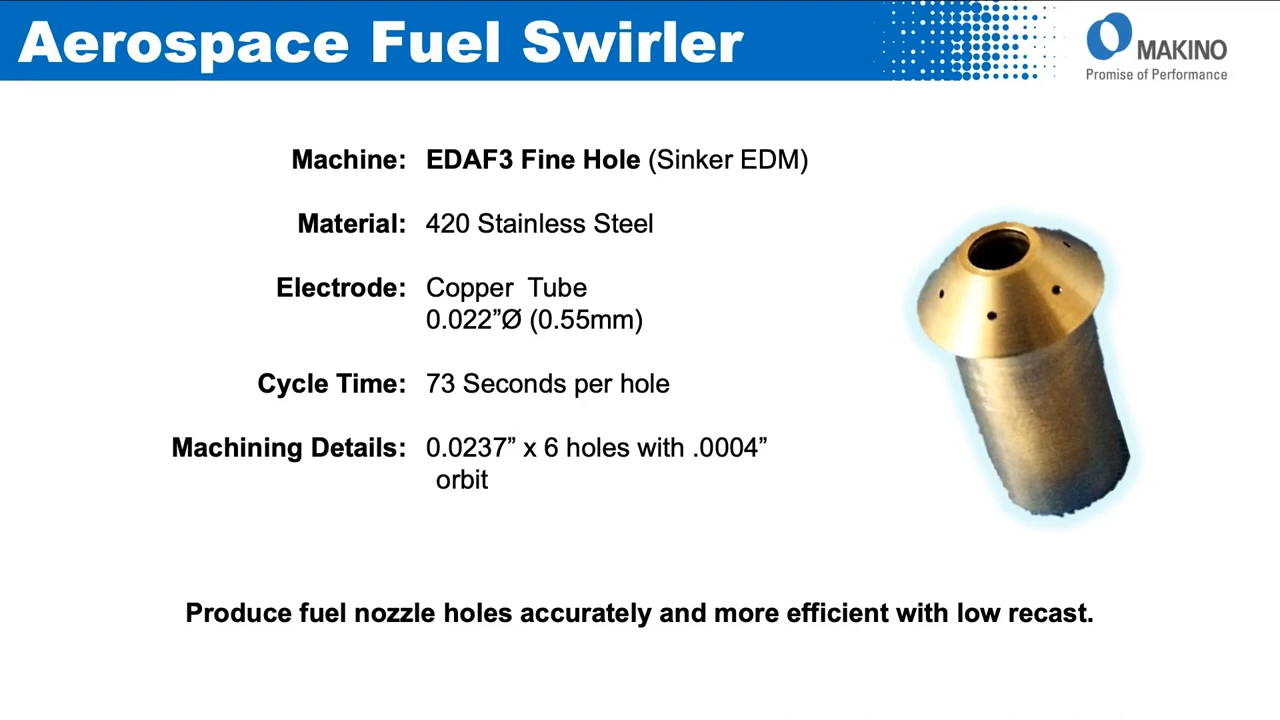 Aerospace Fuel Swirler
MAKINO
Promise of Performance
Machine: EDAF3 Fine Hole (Sinker EDM)
Material: 420 Stainless Steel
Electrode: Copper Tube
0.022”Ø (0.55mm)
Cycle Time: 73 Seconds per hole
Machining Details: 0.0237” x 6 holes with .0004”
orbit
Produce fuel nozzle holes accurately and more efficient with low recast.